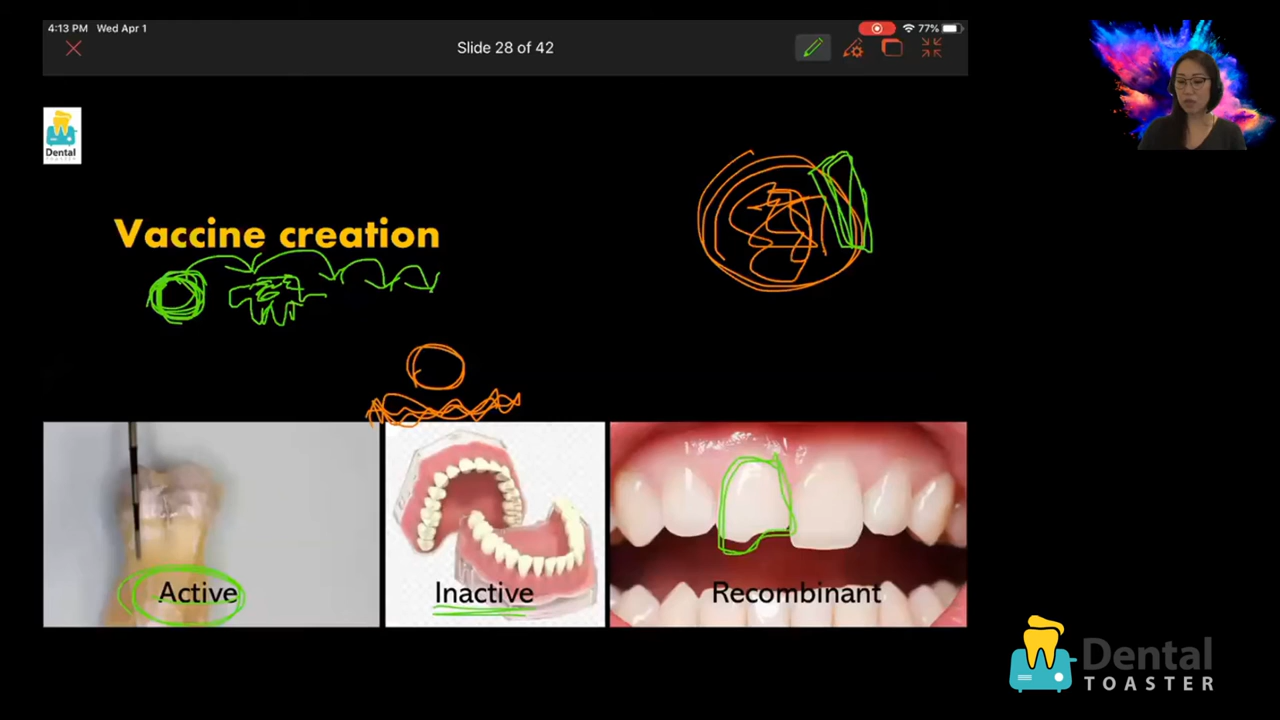 4:13 PM Wed Apr 1
77%
Slide 28 of 42
Dental
Vaccine creation
Active
Inactive
Recombinant
Dental
TOASTER